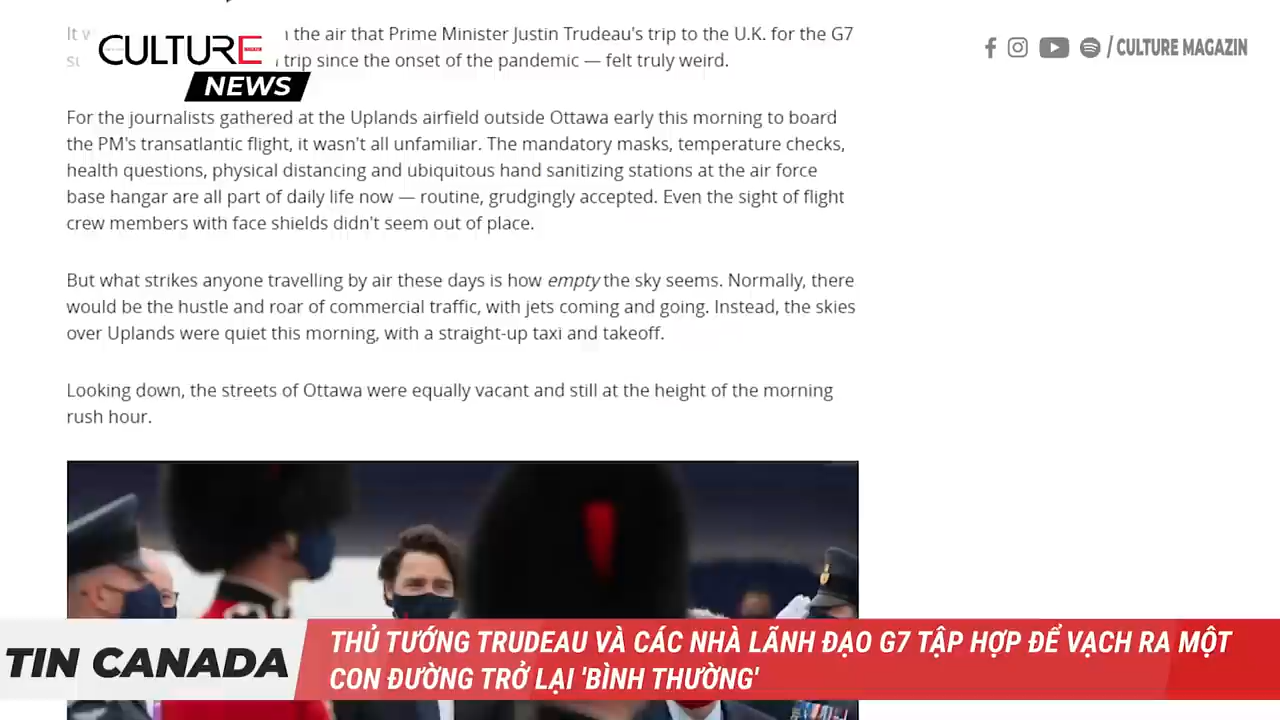 It
the air that Prime Minister Justin Trudeau's trip to the U.K. for the G7
trip since the onset of the pandemic — felt truly weird.
CULTURE
NEWS
/ CULTURE MAGAZIN
For the journalists gathered at the Uplands airfield outside Ottawa early this morning to board
the PM's transatlantic flight, it wasn't all unfamiliar. The mandatory masks, temperature checks,
health questions, physical distancing and ubiquitous hand sanitizing stations at the air force
base hangar are all part of daily life now — routine, grudgingly accepted. Even the sight of flight
crew members with face shields didn't seem out of place.
But what strikes anyone travelling by air these days is how empty the sky seems. Normally, there
would be the hustle and roar of commercial traffic, with jets coming and going. Instead, the skies
over Uplands were quiet this morning, with a straight-up taxi and takeoff.
Looking down, the streets of Ottawa were equally vacant and still at the height of the morning
rush hour.
TIN CANADA
THỦ TƯỚNG TRUDEAU VÀ CÁC NHÀ LÃNH ĐẠO G7 TẬP HỢP ĐỂ VẠCH RA MỘT
CON ĐƯỜNG TRỞ LẠI 'BÌNH THƯỜNG'